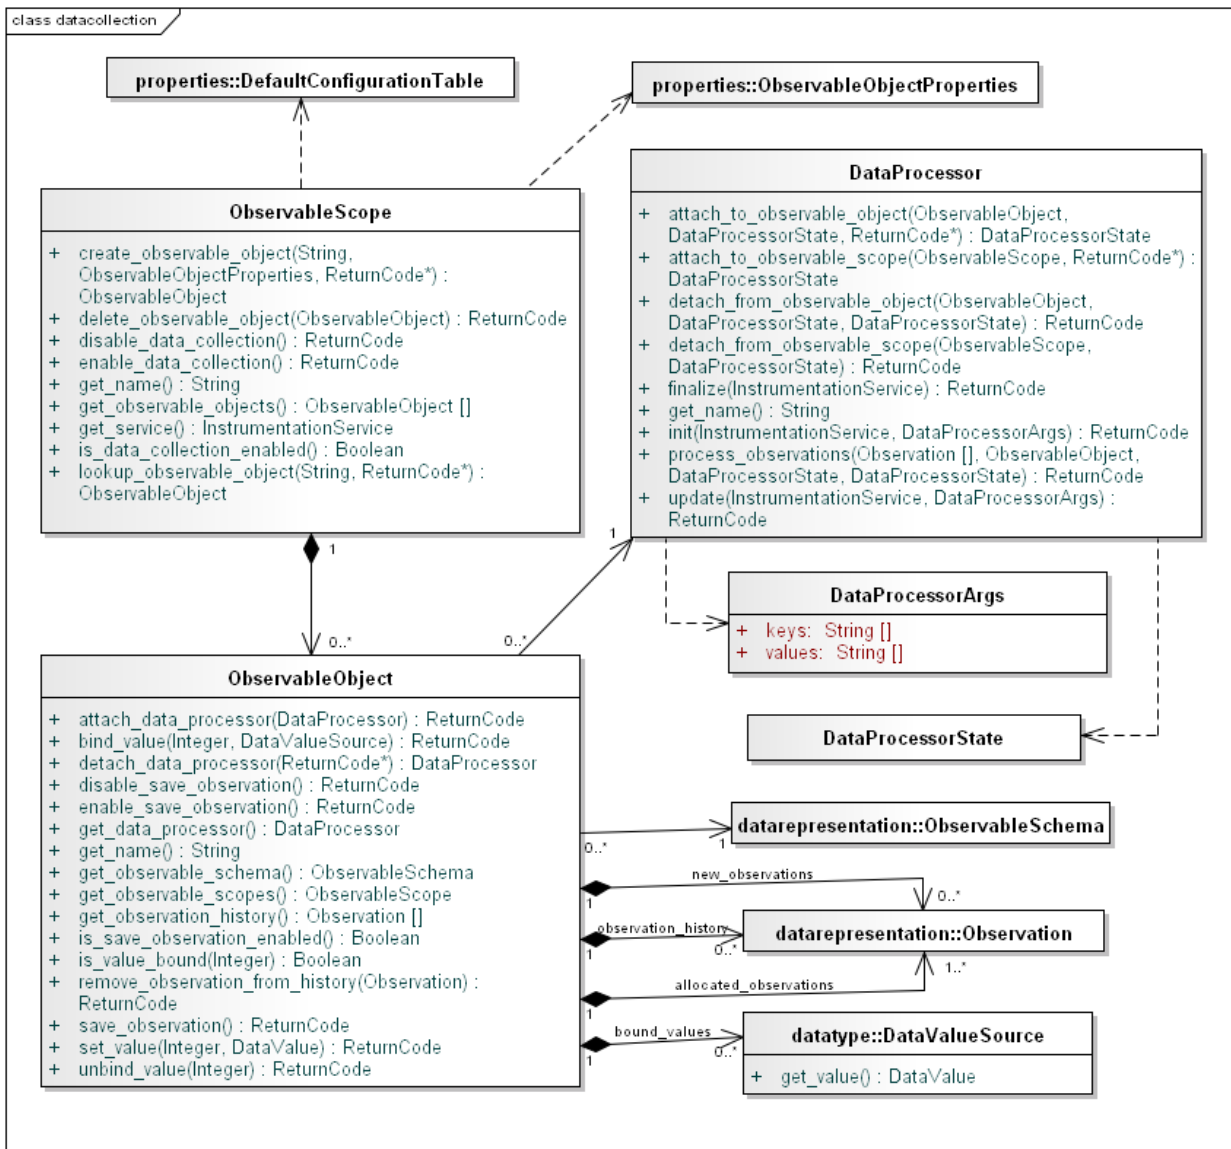 class datacollection
properties::DefaultConfigurationTable
properties::ObservableObjectProperties
ObservableScope
+ create_observable_object(String,
ObservableObjectProperties, ReturnCode*) :
ObservableObject
+ delete_observable_object(ObservableObject) : ReturnCode
+ disable_data_collection() : ReturnCode
+ enable_data_collection() : ReturnCode
+ get_name() : String
+ get_observable_objects() : ObservableObject []
+ get_service() : InstrumentationService
+ is_data_collection_enabled() : Boolean
+ lookup_observable_object(String, ReturnCode*) :
ObservableObject
DataProcessor
+ attach_to_observable_object(ObservableObject,
DataProcessorState, ReturnCode*) : DataProcessorState
+ attach_to_observable_scope(ObservableScope, ReturnCode*) :
DataProcessorState
+ detach_from_observable_object(ObservableObject,
DataProcessorState, DataProcessorState) : ReturnCode
+ detach_from_observable_scope(ObservableScope,
DataProcessorState) : ReturnCode
+ finalize(InstrumentationService) : ReturnCode
+ get_name() : String
+ init(InstrumentationService, DataProcessorArgs) : ReturnCode
+ process_observations(Observation [], ObservableObject,
DataProcessorState, DataProcessorState) : ReturnCode
+ update(InstrumentationService, DataProcessorArgs) :
ReturnCode
1
1
0..*
0..*
DataProcessorArgs
+ keys: String []
+ values: String []
DataProcessorState
ObservableObject
+ attach_data_processor(DataProcessor) : ReturnCode
+ bind_value(Integer, DataValueSource) : ReturnCode
+ detach_data_processor(ReturnCode*) : DataProcessor
+ disable_save_observation() : ReturnCode
+ enable_save_observation() : ReturnCode
+ get_data_processor() : DataProcessor
+ get_name() : String
+ get_observable_schema() : ObservableSchema
+ get_observable_scopes() : ObservableScope
+ get_observation_history() : Observation []
+ is_save_observation_enabled() : Boolean
+ is_value_bound(Integer) : Boolean
+ remove_observation_from_history(Observation) :
ReturnCode
+ save_observation() : ReturnCode
+ set_value(Integer, DataValue) : ReturnCode
+ unbind_value(Integer) : ReturnCode
datarepresentation::ObservableSchema
0..*
1
new_observations
1
0..*
observation_history
1
0..*
datarepresentation::Observation
allocated_observations
1
1..*
bound_values
1
0..*
datatype::DataValueSource
+ get_value() : DataValue